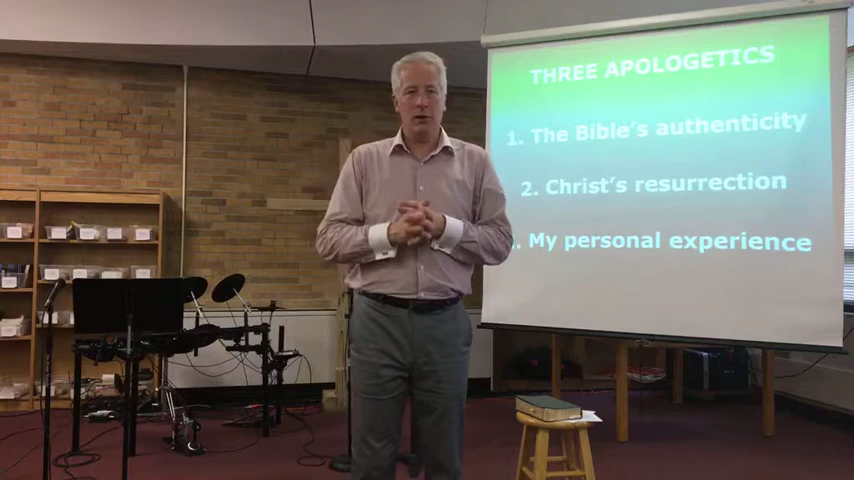 THREE APOLOGETICS
1. The Bible's authenticity
2. Christ's resurrection
. My personal experience